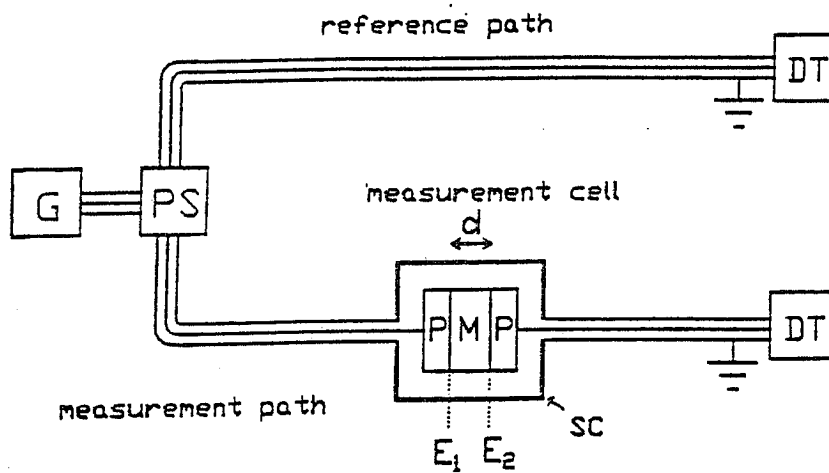 reference path
DT
G
PS
measurement cell
d
P M P
DT
measurement path
E₁ E₂
SC